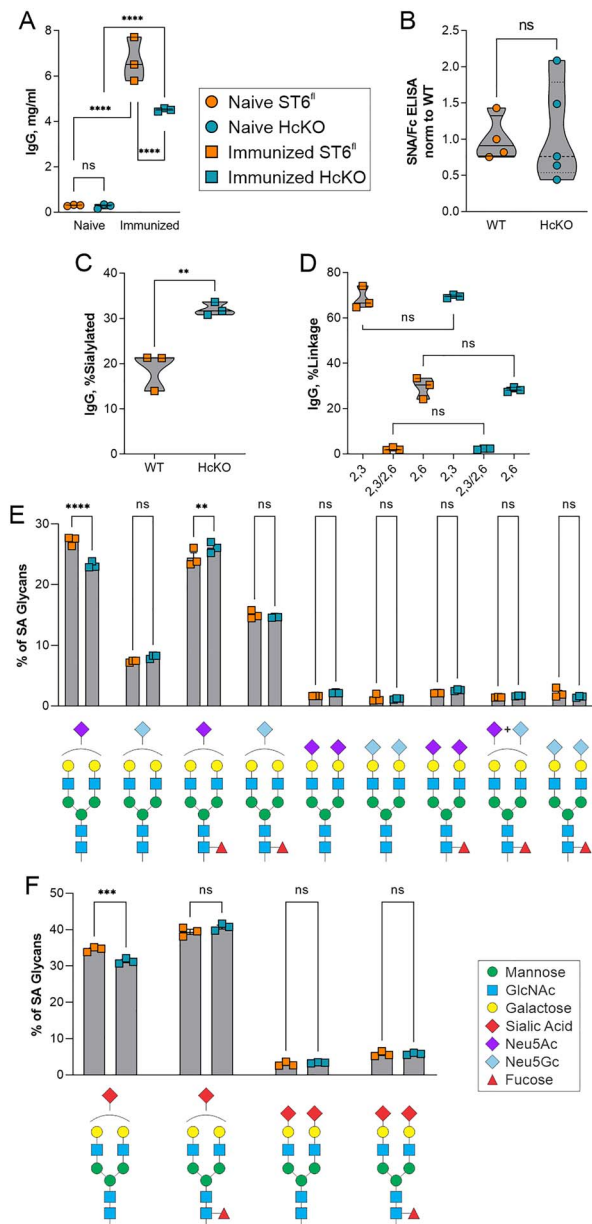 A
IgG, mg/ml
8
6
4
2
0
****
****
****
ns
Naive
Immunized
Naive ST6fl
Naive HcKO
Immunized ST6fl
Immunized HcKO
B
SNA/Fc ELISA
norm to WT
2.5
2.0
1.5
1.0
0.5
0.0
ns
WT
HcKO
C
IgG, %Sialylated
40
30
20
10
0
**
WT
HcKO
D
IgG, %Linkage
80
60
40
20
0
ns
ns
ns
2,3
2,3/2,6
2,6
2,3
2,3/2,6
2,6
E
% of SA Glycans
30
20
10
0
****
ns
**
ns
ns
ns
ns
ns
ns
+
F
% of SA Glycans
50
40
30
20
10
0
***
ns
ns
ns
Mannose
GlcNAc
Galactose
Sialic Acid
Neu5Ac
Neu5Gc
Fucose